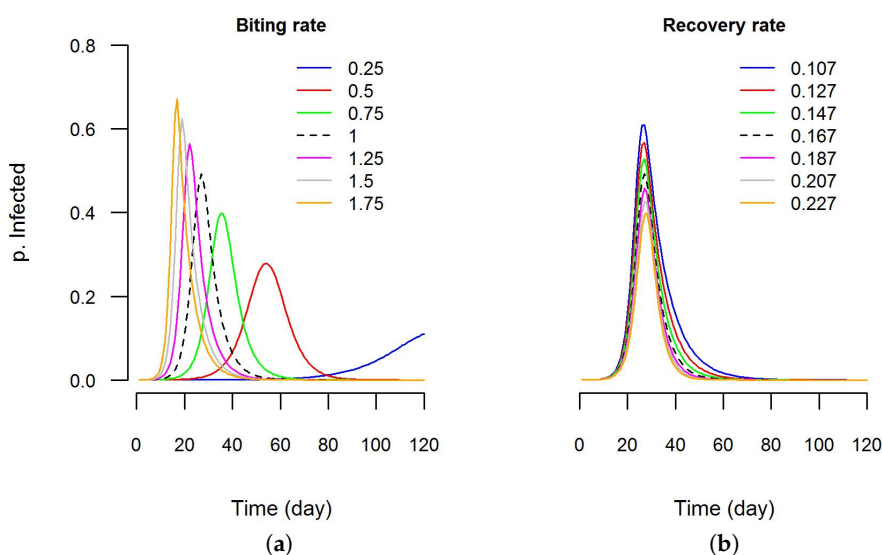 Biting rate
Recovery rate
p. Infected
0.8
0.6
0.4
0.2
0.0
0.25
0.5
0.75
1
1.25
1.5
1.75
0.107
0.127
0.147
0.167
0.187
0.207
0.227
0 20 40 60 80 100 120
0 20 40 60 80 100 120
Time (day)
Time (day)
(a)
(b)